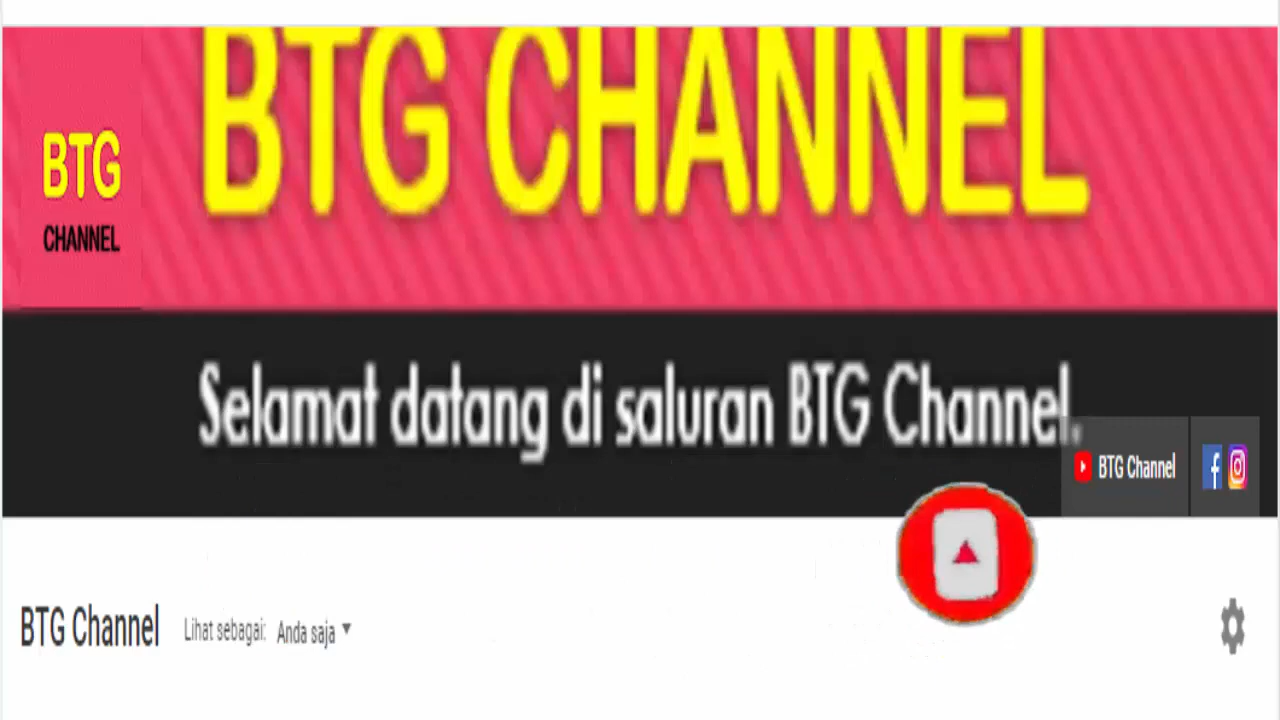 BTG CHANNEL
BTG
CHANNEL
Selamat datang di saluran BTG Channel.
BTG Channel
BTG Channel Lihat sebagai: Anda saja